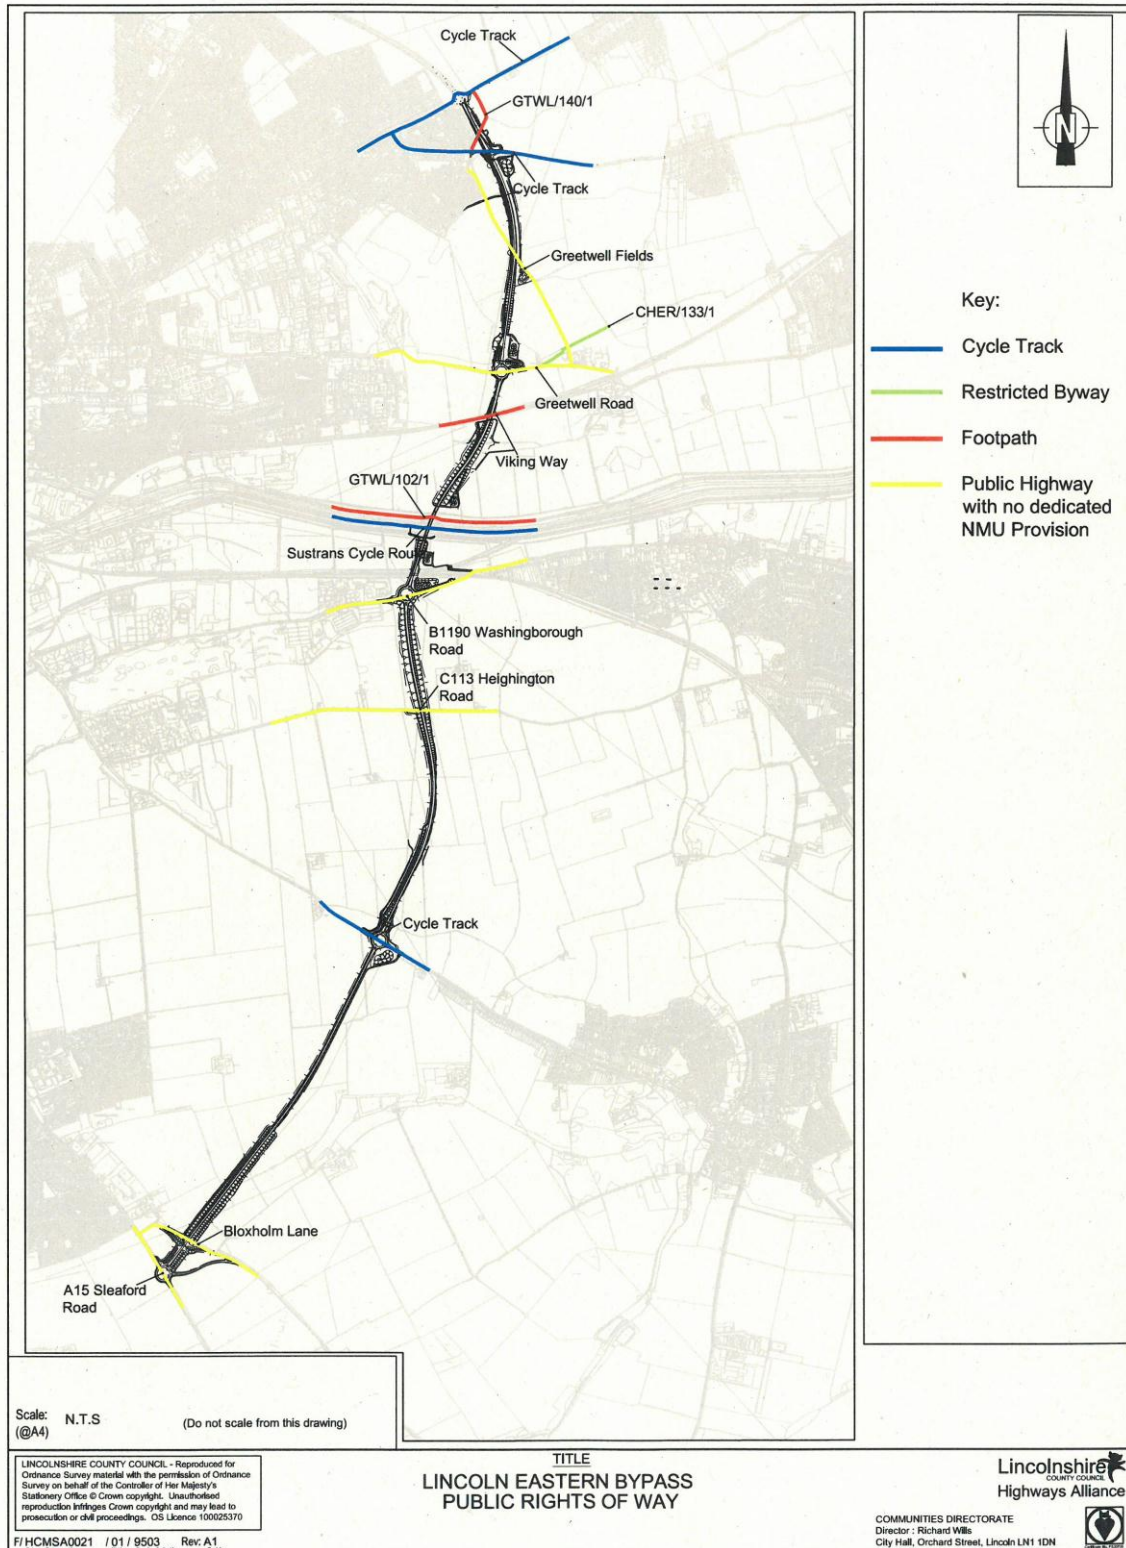 Cycle Track
GTWL/140/1
Cycle Track
Greetwell Fields
CHER/133/1
Greetwell Road
Viking Way
GTWL/102/1
Sustrans Cycle Route
B1190 Washingborough
Road
C113 Heighington
Road
Cycle Track
Bloxholm Lane
A15 Sleaford
Road
N
Key:
Cycle Track
Restricted Byway
Footpath
Public Highway
with no dedicated
NMU Provision
Scale: N.T.S (Do not scale from this drawing)
(@A4)
LINCOLNSHIRE COUNTY COUNCIL - Reproduced for
Ordnance Survey material with the permission of Ordnance
Survey on behalf of the Controller of Her Majesty's
Stationery Office © Crown copyright. Unauthorised
reproduction infringes Crown copyright and may lead to
prosecution or civil proceedings. OS Licence 100025370
F/ HCMSA0021 / 01 / 9503 Rev: A1
TITLE
LINCOLN EASTERN BYPASS
PUBLIC RIGHTS OF WAY
Lincolnshire
COUNTY COUNCIL
Highways Alliance
COMMUNITIES DIRECTORATE
Director : Richard Wills
City Hall, Orchard Street, Lincoln LN1 1DN